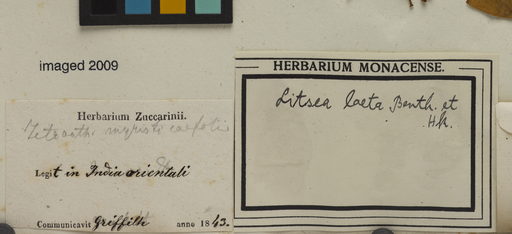 imaged 2009
Herbarium Zuccarinii.
Legit in India orientali
Communicavit Griffith anno 1843.
HERBARIUM MONACENSE.
Litsea laeta Benth. et
Hk.